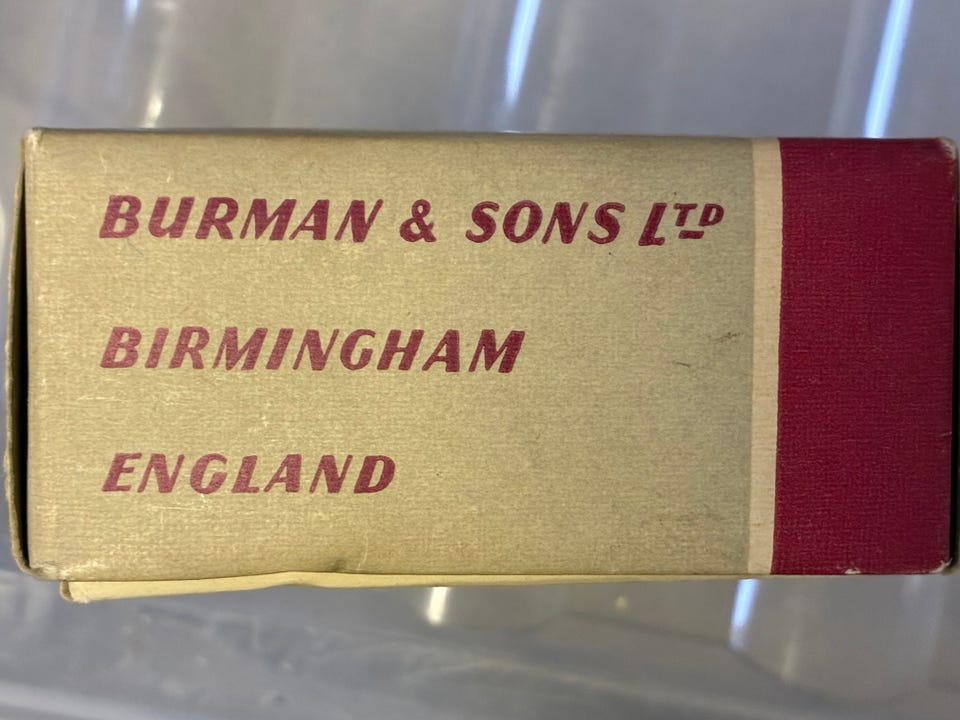 BURMAN & SONS LTD
BIRMINGHAM
ENGLAND